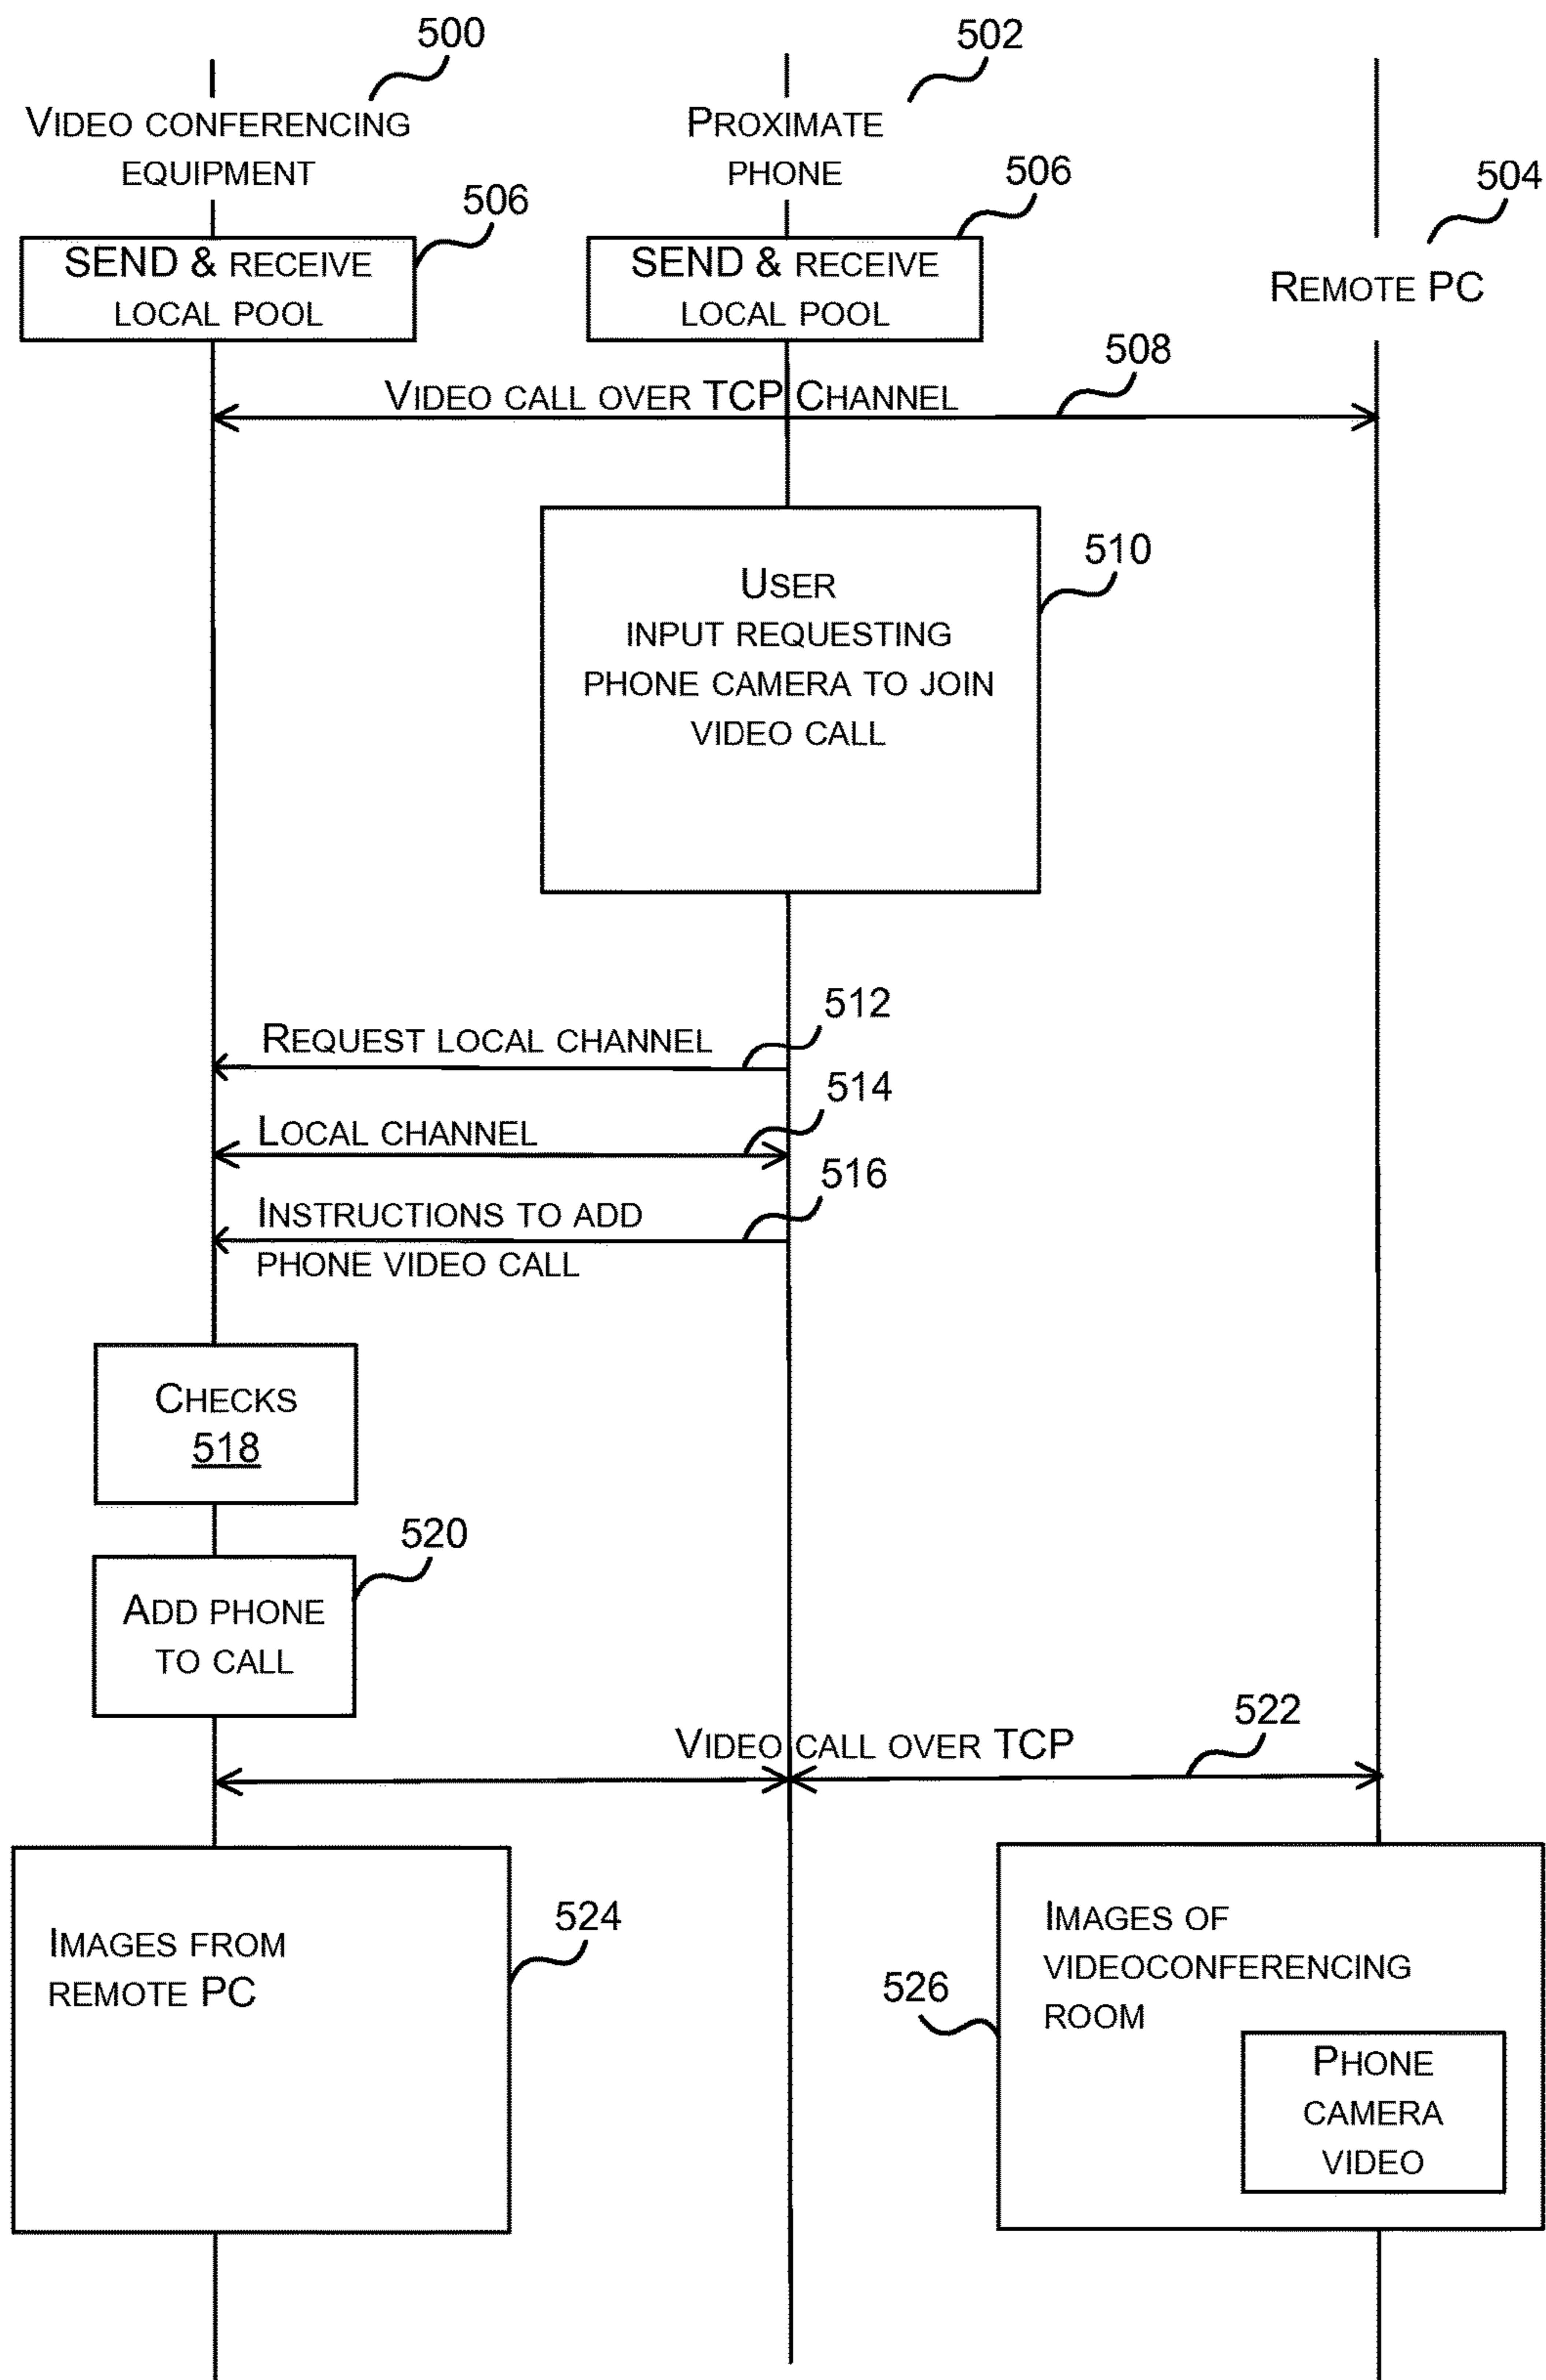 500
502
VIDEO CONFERENCING
EQUIPMENT
PROXIMATE
PHONE
504
REMOTE PC
506
SEND & RECEIVE
LOCAL POOL
506
SEND & RECEIVE
LOCAL POOL
508
VIDEO CALL OVER TCP CHANNEL
510
USER
INPUT REQUESTING
PHONE CAMERA TO JOIN
VIDEO CALL
512
REQUEST LOCAL CHANNEL
514
LOCAL CHANNEL
516
INSTRUCTIONS TO ADD
PHONE VIDEO CALL
CHECKS
518
520
ADD PHONE
TO CALL
522
VIDEO CALL OVER TCP
524
IMAGES FROM
REMOTE PC
526
IMAGES OF
VIDEOCONFERENCING
ROOM
PHONE
CAMERA
VIDEO